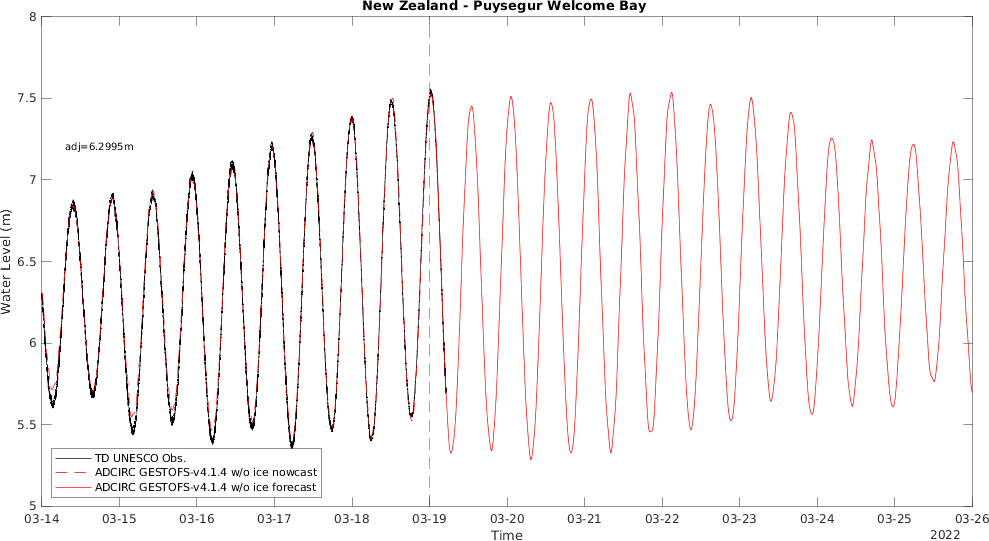 New Zealand - Puysegur Welcome Bay
8
7.5
7
6.5
6
5.5
5
Water Level (m)
adj=6.2995m
TD UNESCO Obs.
ADCIRC GESTOFS-v4.1.4 w/o ice nowcast
ADCIRC GESTOFS-v4.1.4 w/o ice forecast
03-14 03-15 03-16 03-17 03-18 03-19 03-20 03-21 03-22 03-23 03-24 03-25 03-26
Time
2022